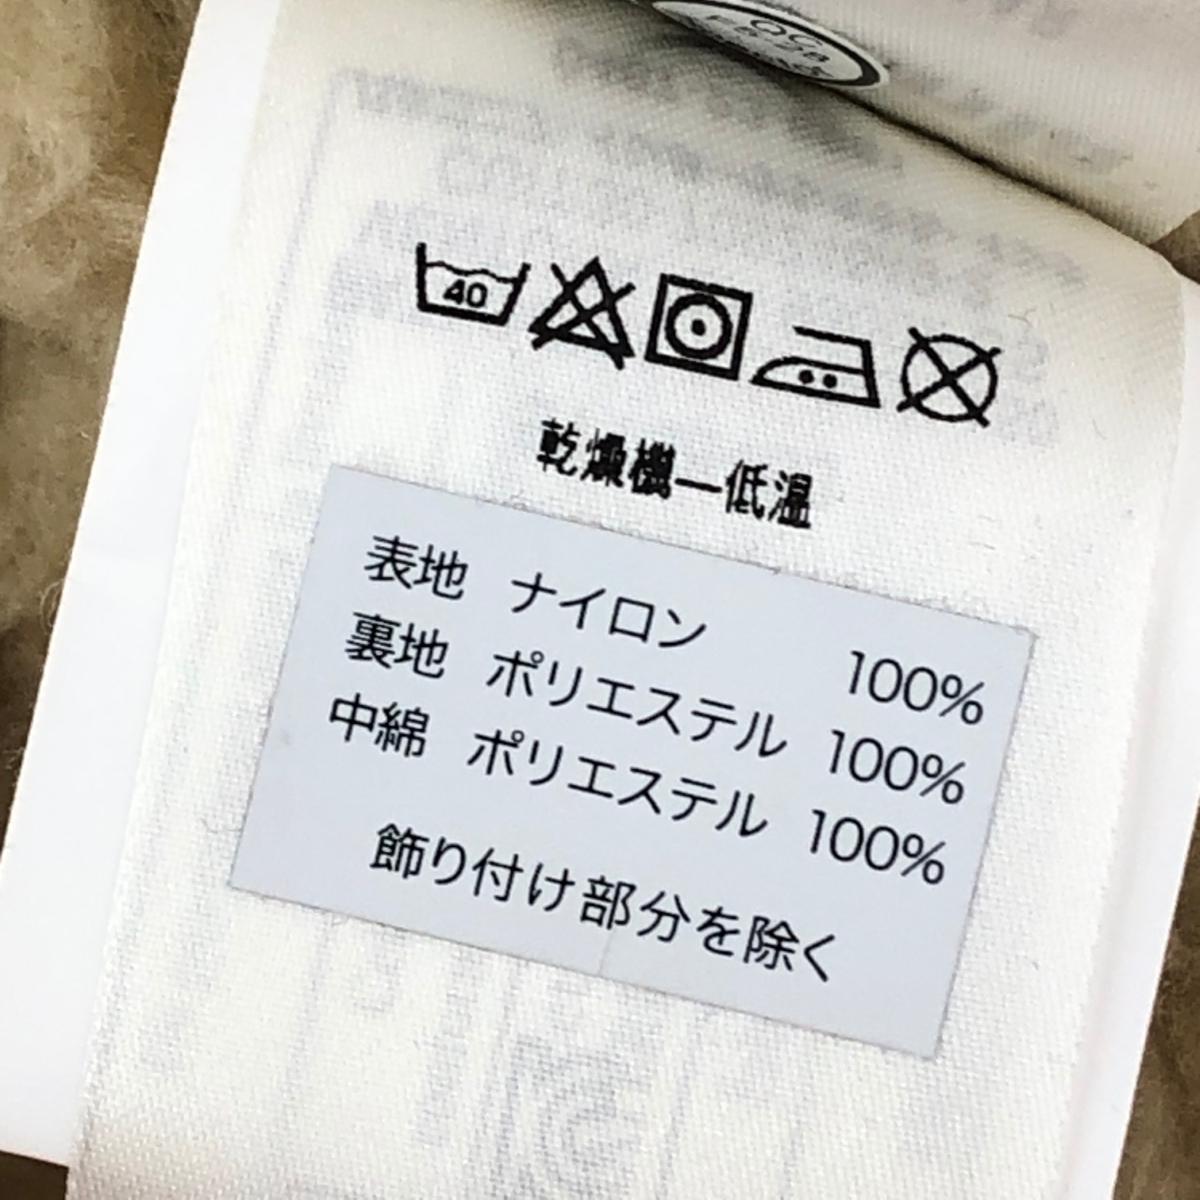 QC
40
乾燥機—低温
表地 ナイロン 100%
裏地 ポリエステル 100%
中綿 ポリエステル 100%
飾り付け部分を除く